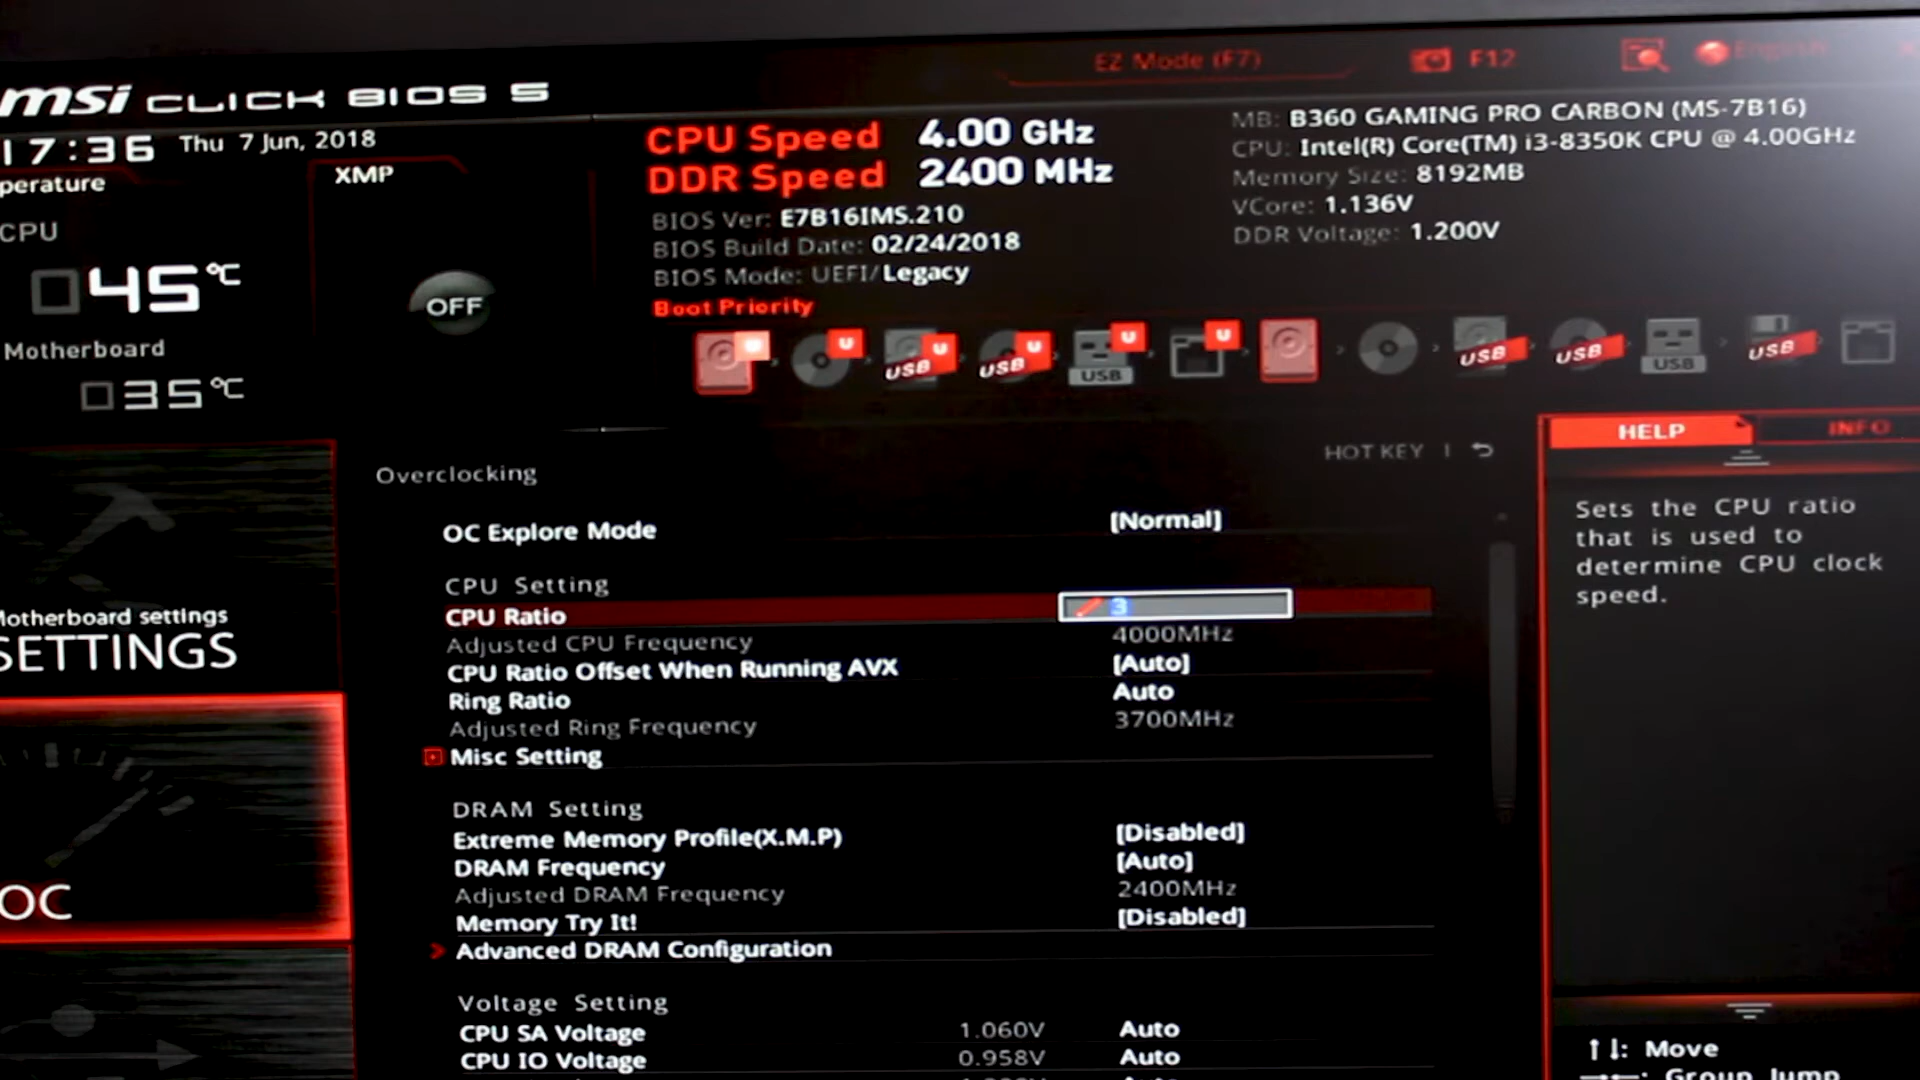 msi CLICK BIOS 5
EZ Mode (F7)
F12
English
17:36 Thu 7 Jun, 2018
perature
CPU
45°C
Motherboard
35°C
XMP
OFF
CPU Speed 4.00 GHz
DDR Speed 2400 MHz
BIOS Ver: E7B16IMS.210
BIOS Build Date: 02/24/2018
BIOS Mode: UEFI/Legacy
Boot Priority
MB: B360 GAMING PRO CARBON (MS-7B16)
CPU: Intel(R) Core(TM) i3-8350K CPU @ 4.00GHz
Memory Size: 8192MB
VCore: 1.136V
DDR Voltage: 1.200V
U U U USB U USB U USB U USB USB USB USB
Motherboard settings
SETTINGS
OC
Overclocking
HOT KEY
OC Explore Mode [Normal]
CPU Setting
CPU Ratio 3
Adjusted CPU Frequency 4000MHz
CPU Ratio Offset When Running AVX [Auto]
Ring Ratio Auto
Adjusted Ring Frequency 3700MHz
Misc Setting
DRAM Setting
Extreme Memory Profile(X.M.P) [Disabled]
DRAM Frequency [Auto]
Adjusted DRAM Frequency 2400MHz
Memory Try It! [Disabled]
Advanced DRAM Configuration
Voltage Setting
CPU SA Voltage 1.060V Auto
CPU IO Voltage 0.958V Auto
HELP
INFO
Sets the CPU ratio
that is used to
determine CPU clock
speed.
↑↓: Move
→←: Group Jump